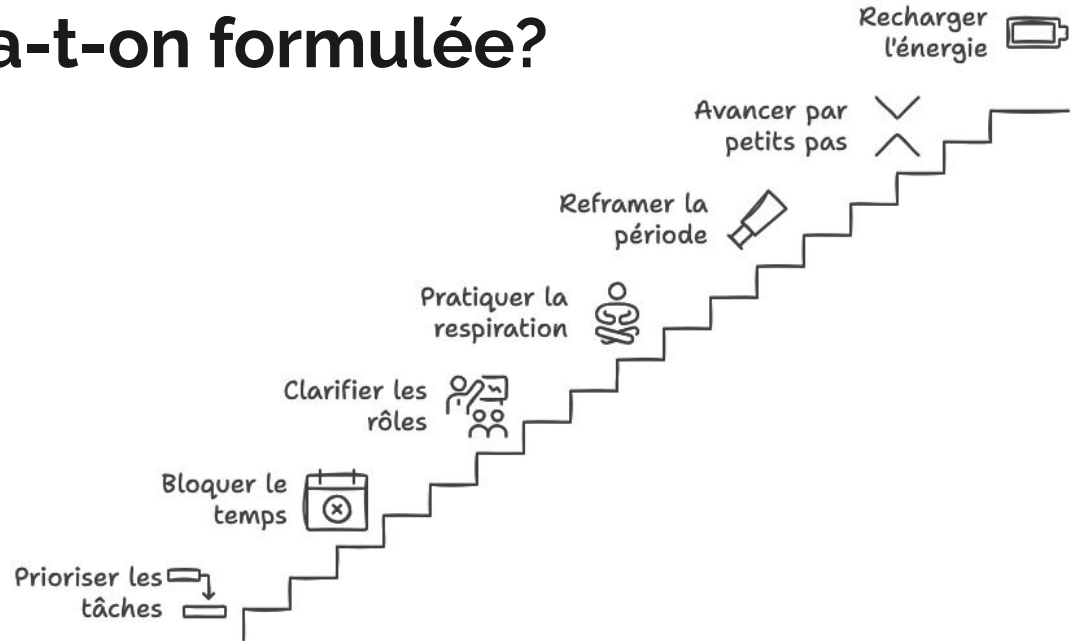 a-t-on formulée?
Recharger
l'énergie
Avancer par
petits pas
Reframer la
période
Pratiquer la
respiration
Clarifier les
rôles
Bloquer le
temps
Prioriser les
tâches